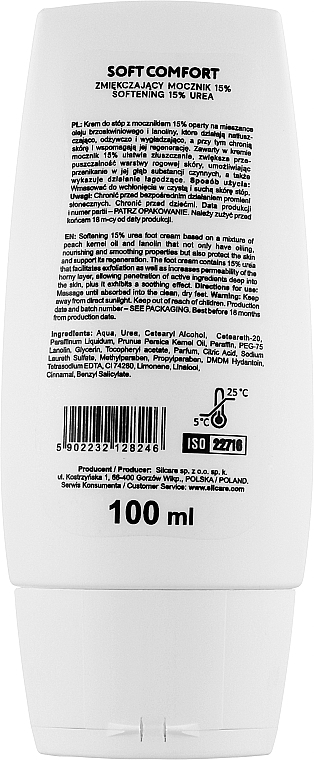 SOFT COMFORT
ZMIĘKCZAJĄCY MOCZNIK 15%
SOFTENING 15% UREA
PL: Krem do stóp z mocznikiem 15% oparty na mieszance
oleju brzoskwiniowego i lanoliny, które działają natłusz-
czająco, odżywczo i wygładzająco, a przy tym chronią
skórę i wspomagają jej regenerację. Zawarty w kremie
mocznik 15% ułatwia złuszczanie, zwiększa prze-
puszczalność warstwy rogowej skóry, umożliwiając
przenikanie w jej głąb substancji czynnych, a także
wykazuje działanie łagodzące. Sposób użycia:
Wmasować do wchłonięcia w czystą i suchą skórę stóp.
Uwagi: Chronić przed bezpośrednim działaniem promieni
słonecznych. Chronić przed dziećmi. Data produkcji
i numer partii – PATRZ OPAKOWANIE. Należy zużyć przed
końcem 18 m-cy od daty produkcji.
EN: Softening 15% urea foot cream based on a mixture of
peach kernel oil and lanolin that not only have oiling,
nourishing and smoothing properties but also protect the skin
and support its regeneration. The foot cream contains 15% urea
that facilitates exfoliation as well as increases permeability of the
horny layer, allowing penetration of active ingredients deep into
the skin, plus it exhibits a soothing effect. Directions for use:
Massage until absorbed into the clean, dry feet. Warning: Keep
away from direct sunlight. Keep out of reach of children. Production
date and batch number – SEE PACKAGING. Best before 18 months
from production date.
Ingredients: Aqua, Urea, Cetearyl Alcohol, Ceteareth-20,
Paraffinum Liquidum, Prunus Persica Kernel Oil, Paraffin, PEG-75
Lanolin, Glycerin, Tocopheryl acetate, Parfum, Citric Acid, Sodium
Laureth Sulfate, Methylparaben, Propylparaben, DMDM Hydantoin,
Tetrasodium EDTA, CI 16480, Limonene, Linalool,
Cinnamal, Benzyl Salicylate.
25°C
5°C
5 902232 128246
ISO 22716
Producent / Producer: Silcare sp. z o.o. sp. k.
ul. Kostrzyńska 1, 66-400 Gorzów Wlkp., POLSKA / POLAND.
Serwis Konsumenta / Customer Service: www.silcare.com
100 ml